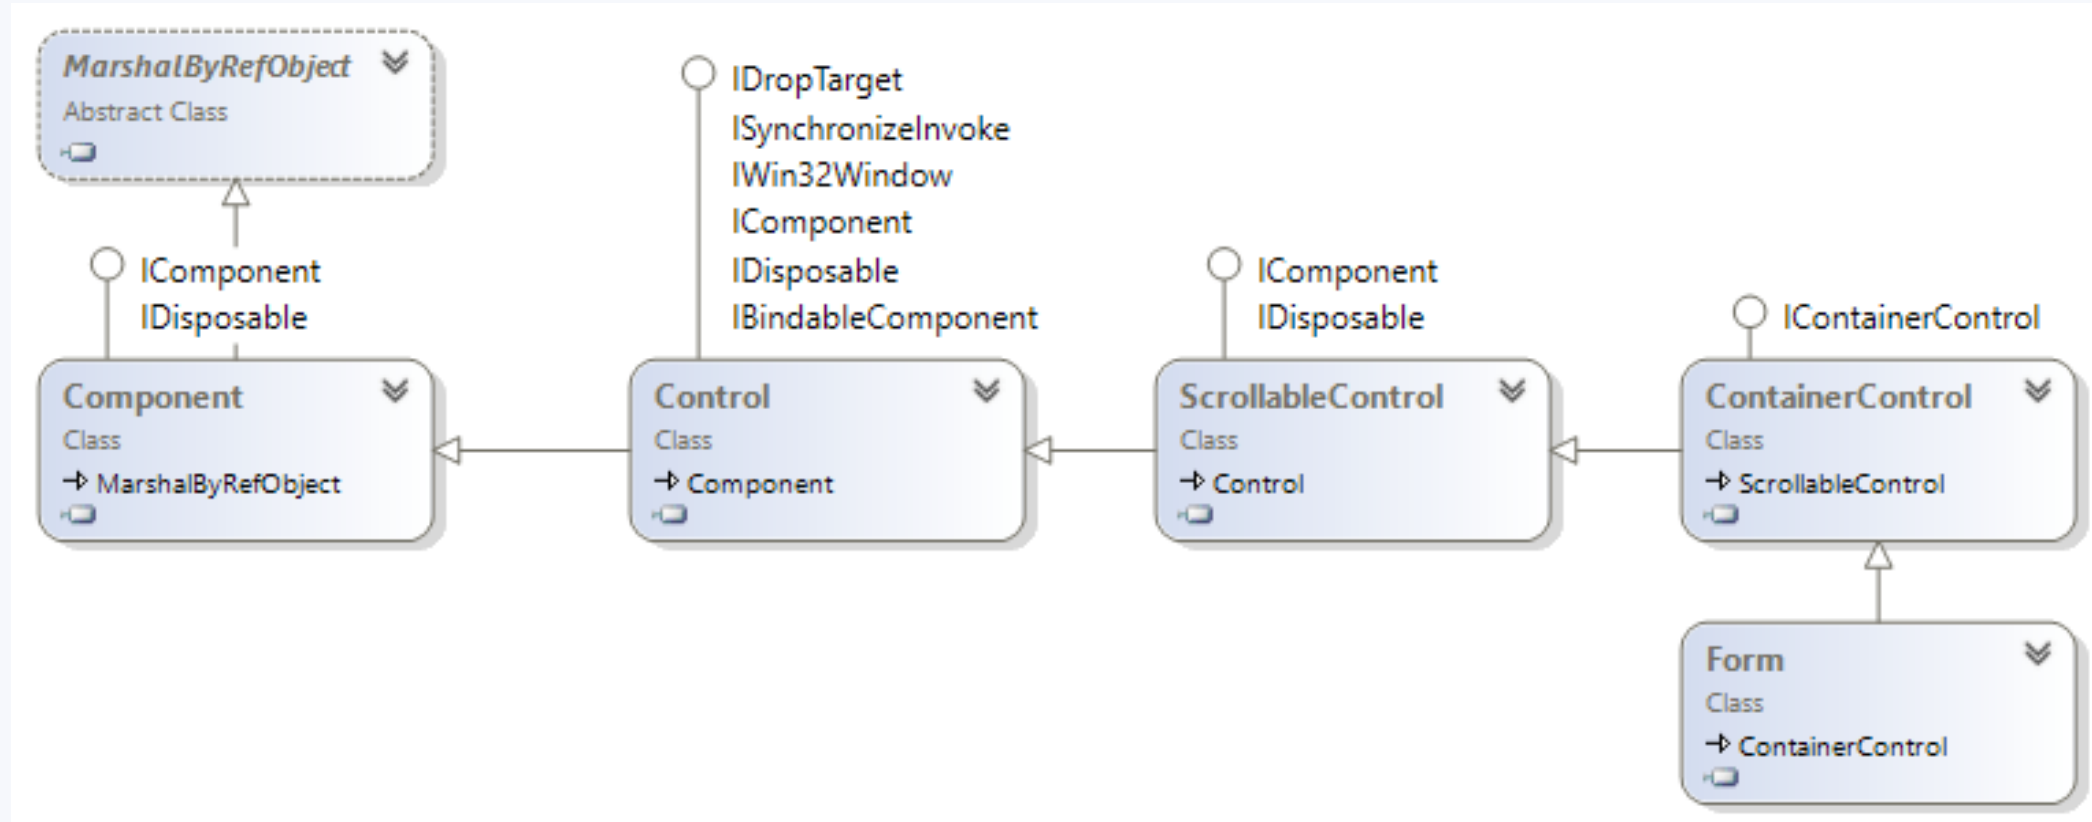 MarshalByRefObject
Abstract Class
IComponent
IDisposable
Component
Class
MarshalByRefObject
IDropTarget
ISynchronizeInvoke
IWin32Window
IComponent
IDisposable
IBindableComponent
Control
Class
Component
IComponent
IDisposable
ScrollableControl
Class
Control
IContainerControl
ContainerControl
Class
ScrollableControl
Form
Class
ContainerControl